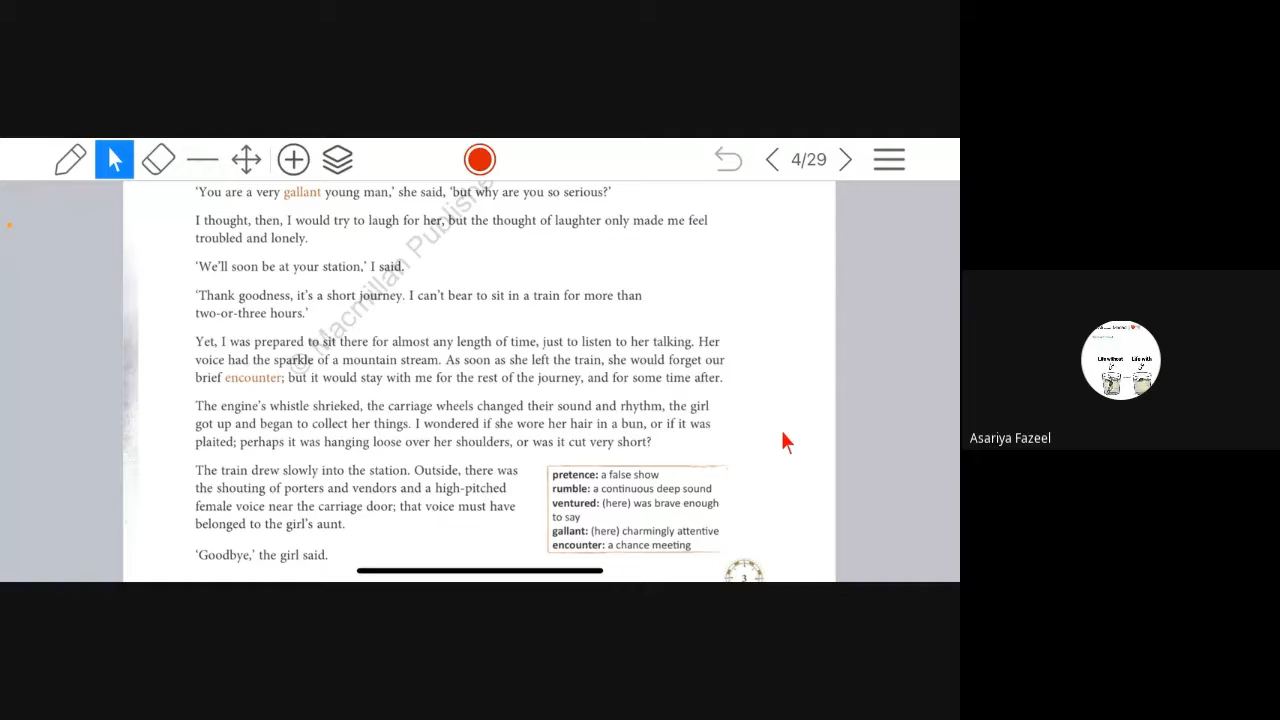 4/29
'You are a very gallant young man,' she said, 'but why are you so serious?'
I thought, then, I would try to laugh for her, but the thought of laughter only made me feel
troubled and lonely.
'We'll soon be at your station,' I said.
'Thank goodness, it's a short journey. I can't bear to sit in a train for more than
two-or-three hours.'
Yet, I was prepared to sit there for almost any length of time, just to listen to her talking. Her
voice had the sparkle of a mountain stream. As soon as she left the train, she would forget our
brief encounter; but it would stay with me for the rest of the journey, and for some time after.
The engine's whistle shrieked, the carriage wheels changed their sound and rhythm, the girl
got up and began to collect her things. I wondered if she wore her hair in a bun, or if it was
plaited; perhaps it was hanging loose over her shoulders, or was it cut very short?
The train drew slowly into the station. Outside, there was
the shouting of porters and vendors and a high-pitched
female voice near the carriage door; that voice must have
belonged to the girl's aunt.
'Goodbye,' the girl said.
pretence: a false show
rumble: a continuous deep sound
ventured: (here) was brave enough
to say
gallant: (here) charmingly attentive
encounter: a chance meeting
3
© Macmillan Publishe
Life without
Life with
Asariya Fazeel